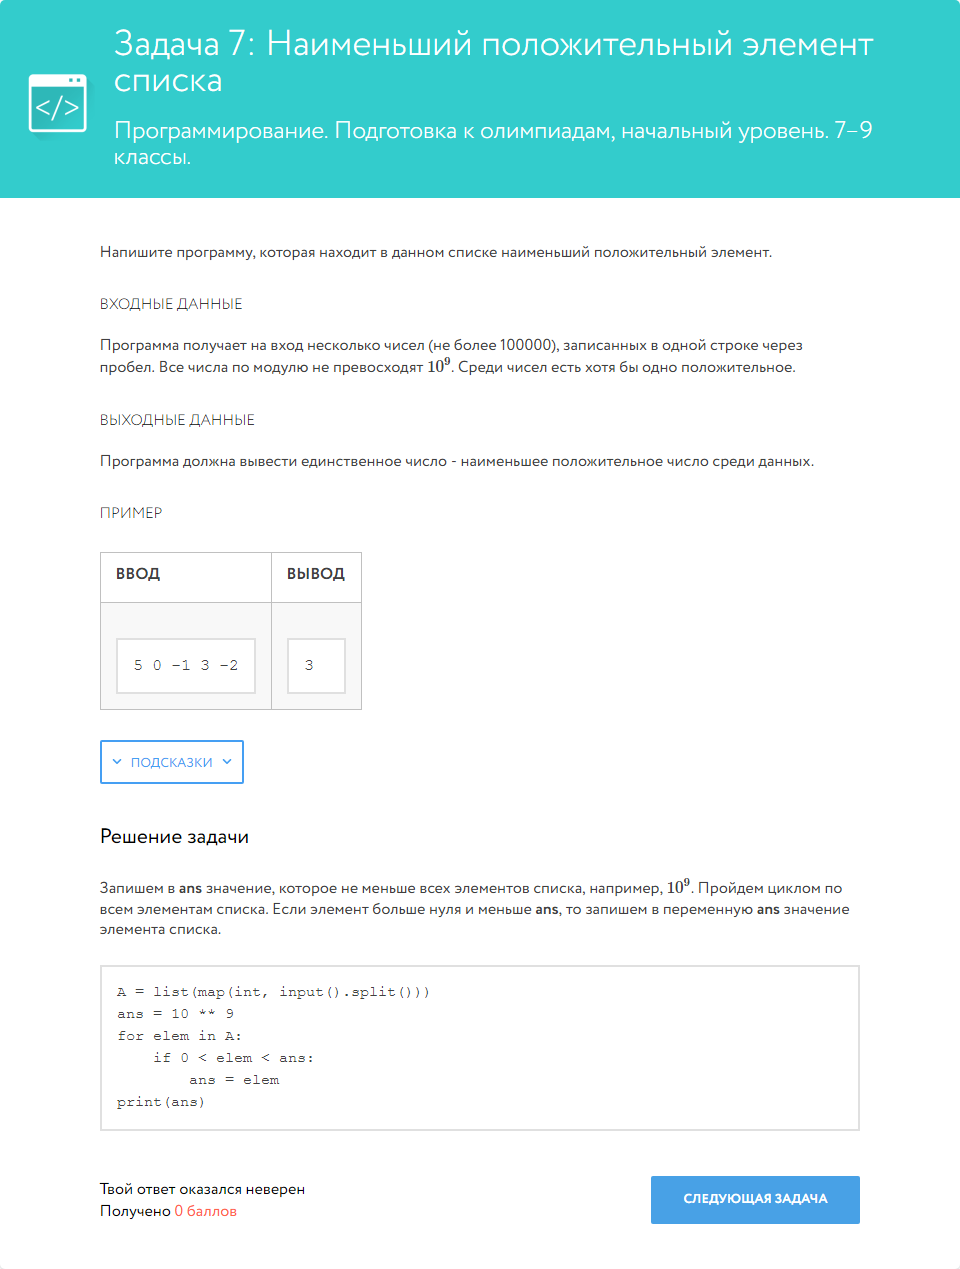 Задача 7: Наименьший положительный элемент
списка
</>
Программирование. Подготовка к олимпиадам, начальный уровень. 7–9
классы.
Напишите программу, которая находит в данном списке наименьший положительный элемент.
ВХОДНЫЕ ДАННЫЕ
Программа получает на вход несколько чисел (не более 100000), записанных в одной строке через
пробел. Все числа по модулю не превосходят 10⁹. Среди чисел есть хотя бы одно положительное.
ВЫХОДНЫЕ ДАННЫЕ
Программа должна вывести единственное число - наименьшее положительное число среди данных.
ПРИМЕР
ВВОД ВЫВОД
5 0 -1 3 -2 3
ПОДСКАЗКИ
Решение задачи
Запишем в ans значение, которое не меньше всех элементов списка, например, 10⁹. Пройдем циклом по
всем элементам списка. Если элемент больше нуля и меньше ans, то запишем в переменную ans значение
элемента списка.
A = list(map(int, input().split()))
ans = 10 ** 9
for elem in A:
    if 0 < elem < ans:
        ans = elem
print(ans)
Твой ответ оказался неверен
Получено 0 баллов
СЛЕДУЮЩАЯ ЗАДАЧА